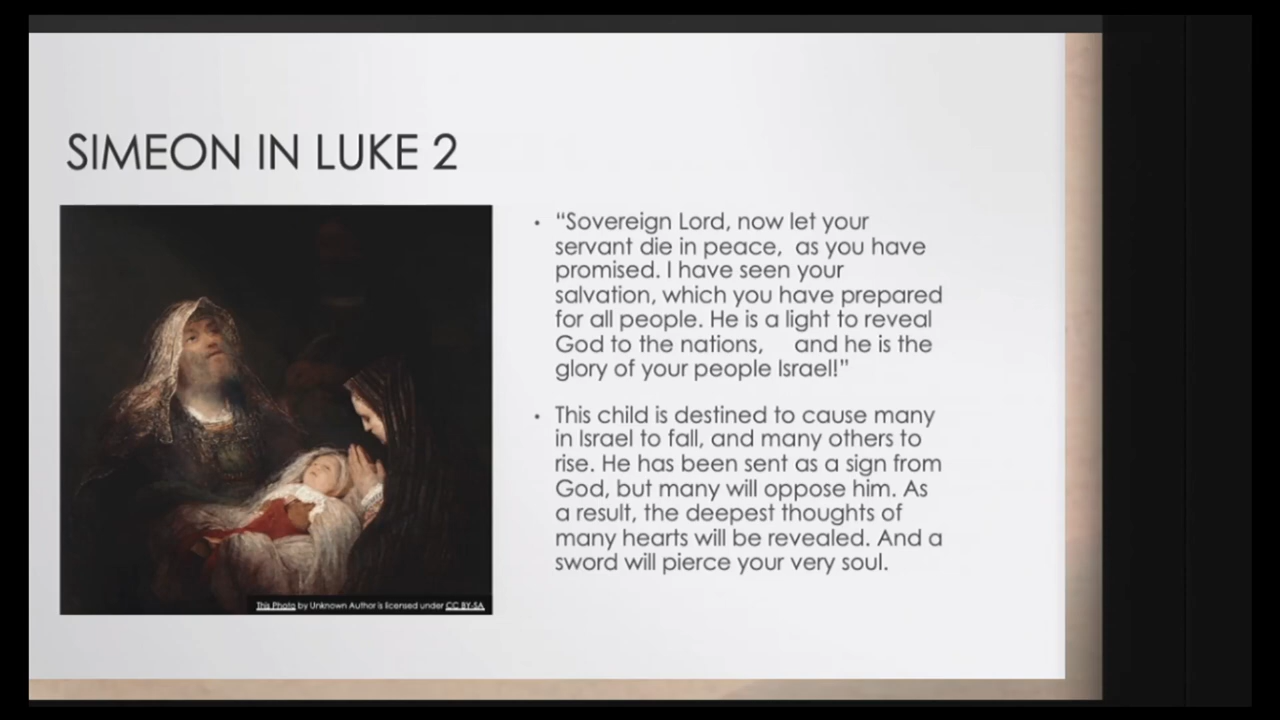 SIMEON IN LUKE 2
• “Sovereign Lord, now let your
servant die in peace,  as you have
promised. I have seen your
salvation, which you have prepared
for all people. He is a light to reveal
God to the nations,     and he is the
glory of your people Israel!”
• This child is destined to cause many
in Israel to fall, and many others to
rise. He has been sent as a sign from
God, but many will oppose him. As
a result, the deepest thoughts of
many hearts will be revealed. And a
sword will pierce your very soul.
This Photo by Unknown Author is licensed under CC BY-SA